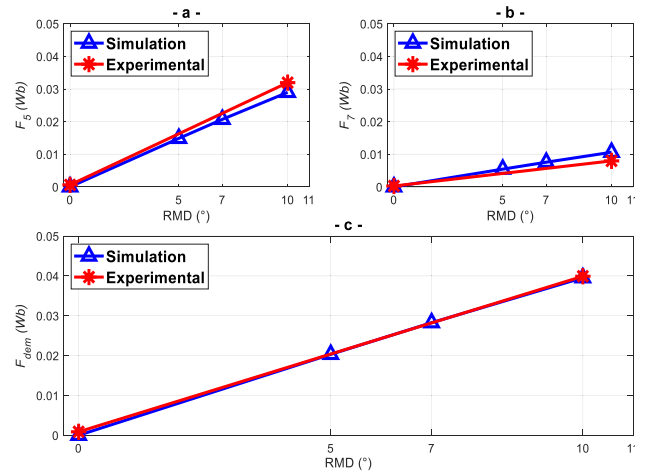 - a -
0.05
0.04
0.03
0.02
0.01
0
F5 (Wb)
Simulation
Experimental
0 5 7 10 11
RMD (°)
- b -
0.05
0.04
0.03
0.02
0.01
0
F7 (Wb)
Simulation
Experimental
0 5 7 10 11
RMD (°)
- c -
0.05
0.04
0.03
0.02
0.01
0
Fdem (Wb)
Simulation
Experimental
0 5 7 10 11
RMD (°)